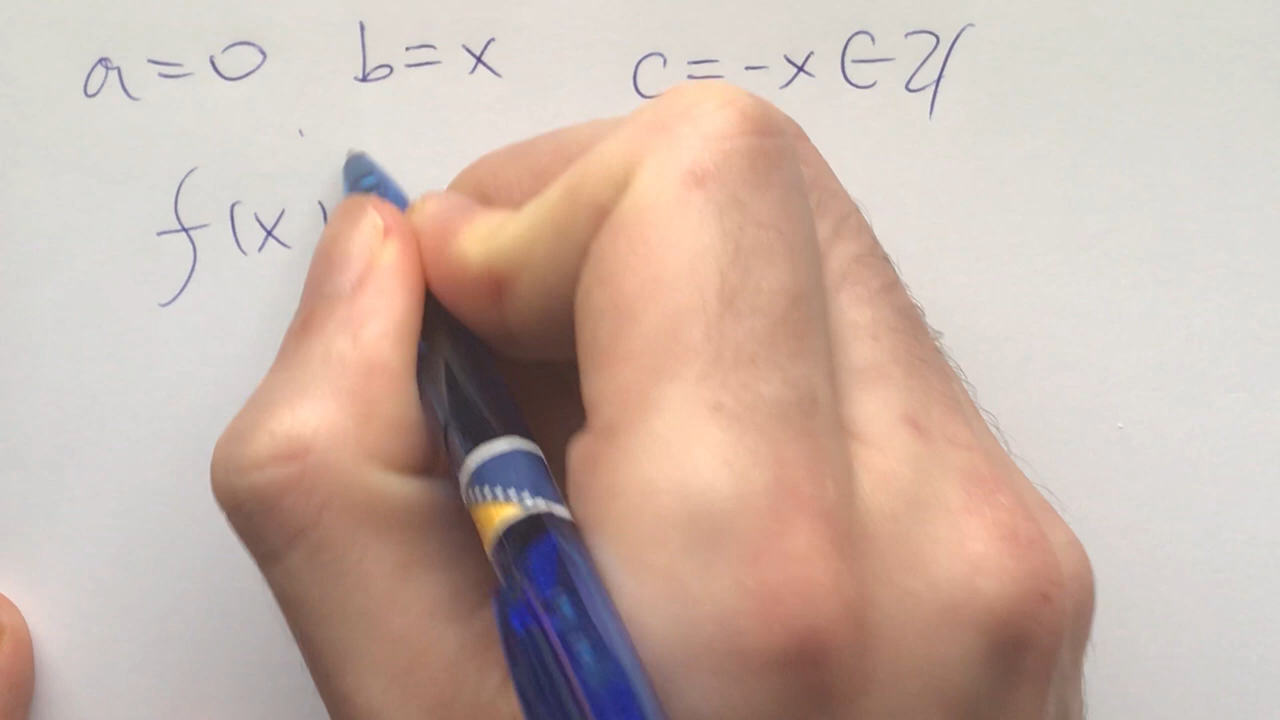 a=0 b=x c=-x∈ℤ
f(x)